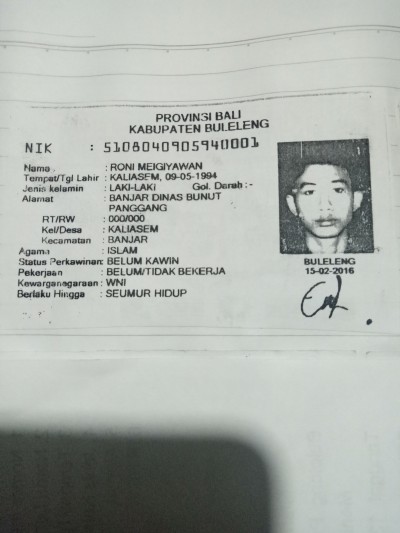 PROVINSI BALI
KABUPATEN BULELENG
NIK : 5108040905940001
Nama : RONI MEIGIYAWAN
Tempat/Tgl Lahir : KALIASEM, 09-05-1994
Jenis kelamin : LAKI-LAKI Gol. Darah : -
Alamat : BANJAR DINAS BUNUT
PANGGANG
RT/RW : 000/000
Kel/Desa : KALIASEM
Kecamatan : BANJAR
Agama : ISLAM
Status Perkawinan: BELUM KAWIN
Pekerjaan : BELUM/TIDAK BEKERJA
Kewarganegaraan : WNI
Berlaku Hingga : SEUMUR HIDUP
BULELENG
15-02-2016